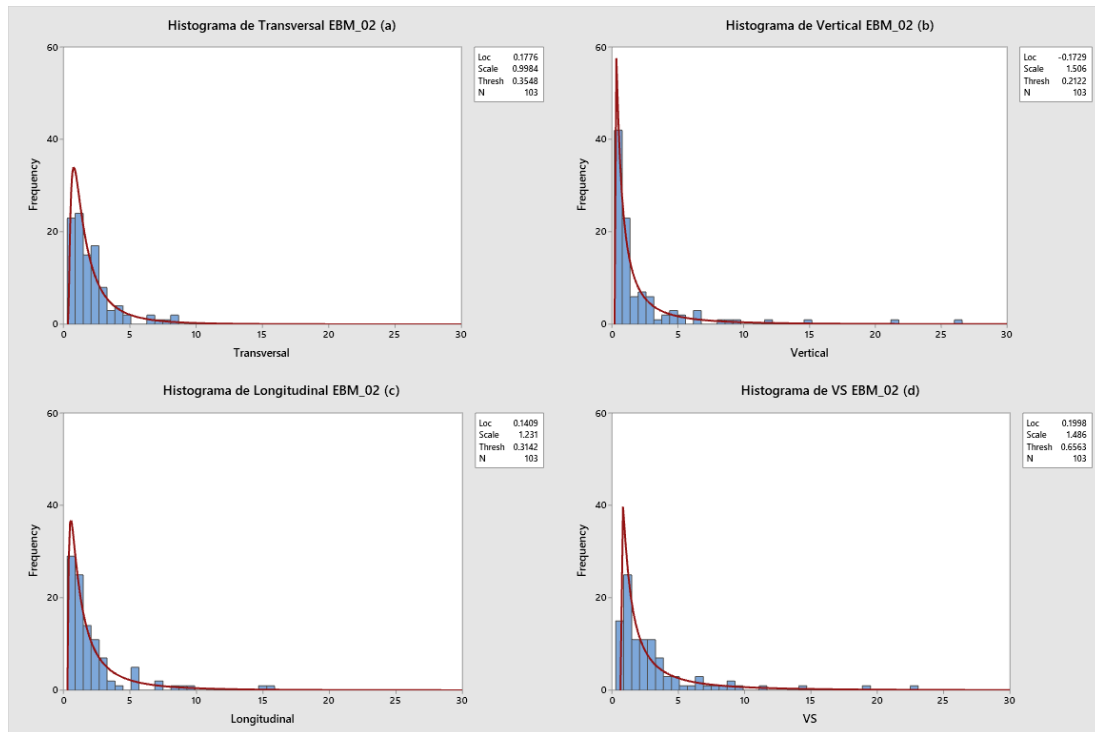 Histograma de Transversal EBM_02 (a)
Loc 0.1776
Scale 0.9984
Thresh 0.3548
N 103
60
40
20
0
Frequency
0 5 10 15 20 25 30
Transversal
Histograma de Vertical EBM_02 (b)
Loc -0.1729
Scale 1.506
Thresh 0.2122
N 103
60
40
20
0
Frequency
0 5 10 15 20 25 30
Vertical
Histograma de Longitudinal EBM_02 (c)
Loc 0.1409
Scale 1.231
Thresh 0.3142
N 103
60
40
20
0
Frequency
0 5 10 15 20 25 30
Longitudinal
Histograma de VS EBM_02 (d)
Loc 0.1998
Scale 1.486
Thresh 0.6563
N 103
60
40
20
0
Frequency
0 5 10 15 20 25 30
VS